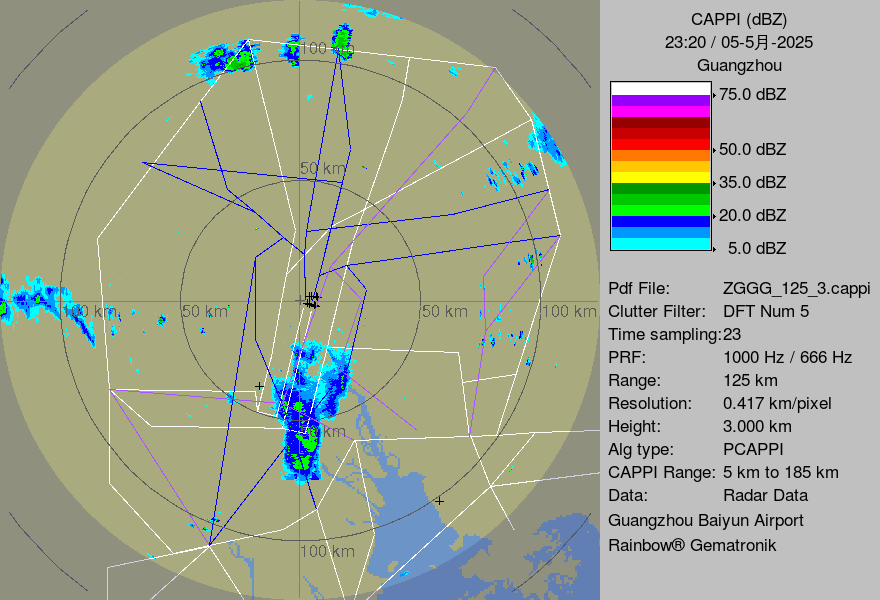 CAPPI (dBZ)
23:20 / 05-5月-2025
Guangzhou
75.0 dBZ
50.0 dBZ
35.0 dBZ
20.0 dBZ
5.0 dBZ
Pdf File: ZGGG_125_3.cappi
Clutter Filter: DFT Num 5
Time sampling:23
PRF: 1000 Hz / 666 Hz
Range: 125 km
Resolution: 0.417 km/pixel
Height: 3.000 km
Alg type: PCAPPI
CAPPI Range: 5 km to 185 km
Data: Radar Data
Guangzhou Baiyun Airport
Rainbow® Gematronik
100 km
50 km
100 km 50 km 50 km 100 km
km
100 km